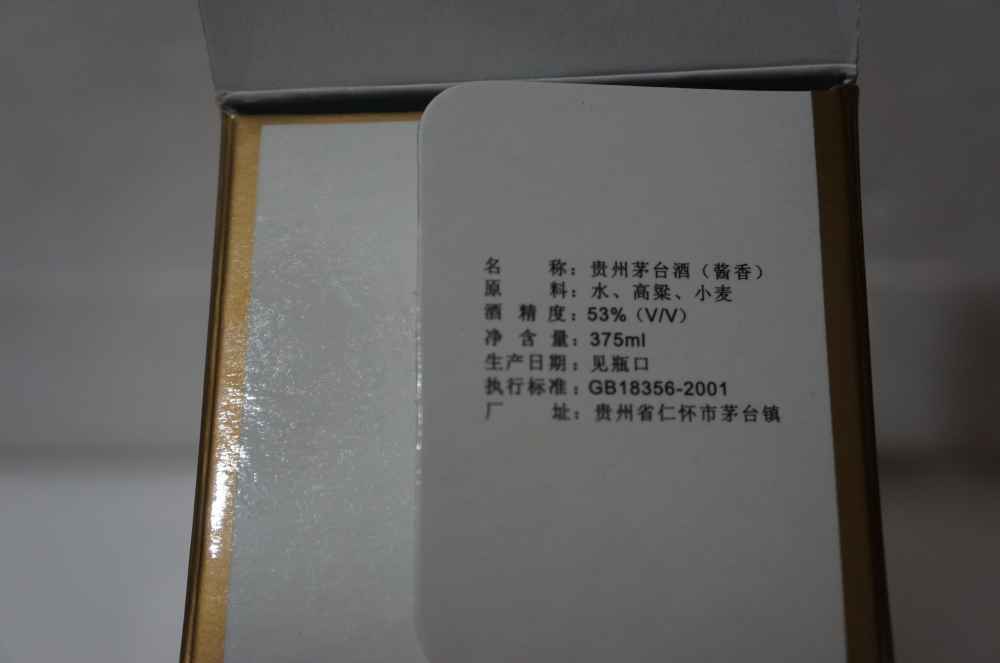 名　　称：贵州茅台酒（酱香）
原　　料：水、高粱、小麦
酒 精 度：53%（V/V）
净 含 量：375ml
生产日期：见瓶口
执行标准：GB18356-2001
厂　　址：贵州省仁怀市茅台镇